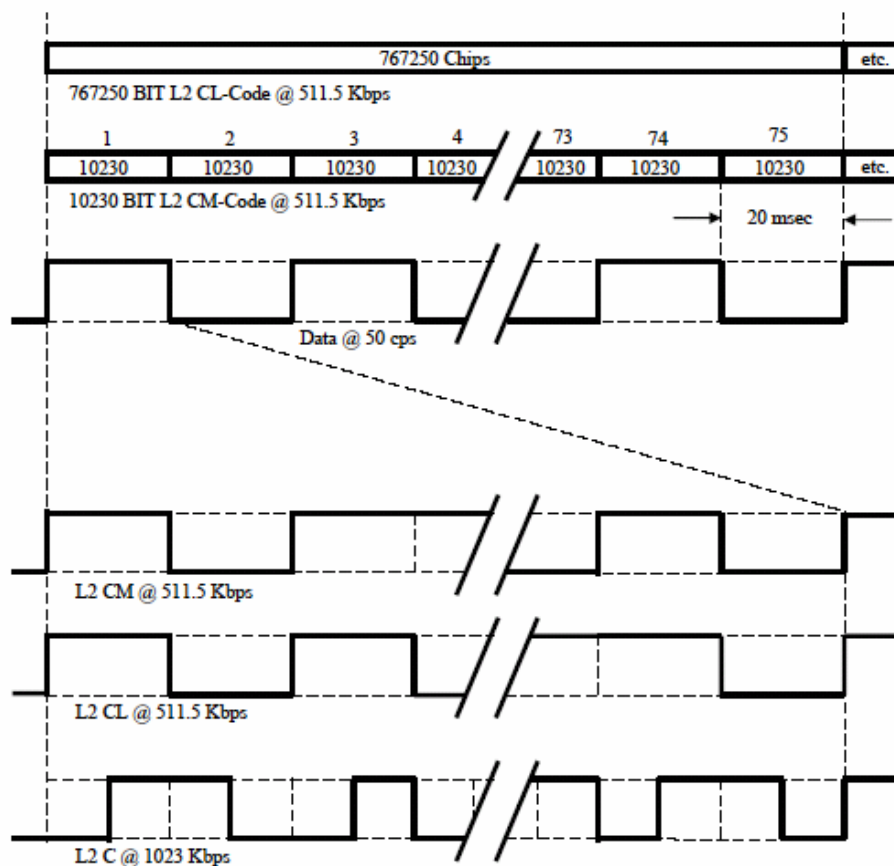 767250 Chips etc.
767250 BIT L2 CL-Code @ 511.5 Kbps
1 2 3 4 73 74 75
10230 10230 10230 10230 10230 10230 10230 etc.
10230 BIT L2 CM-Code @ 511.5 Kbps
20 msec
Data @ 50 cps
L2 CM @ 511.5 Kbps
L2 CL @ 511.5 Kbps
L2 C @ 1023 Kbps